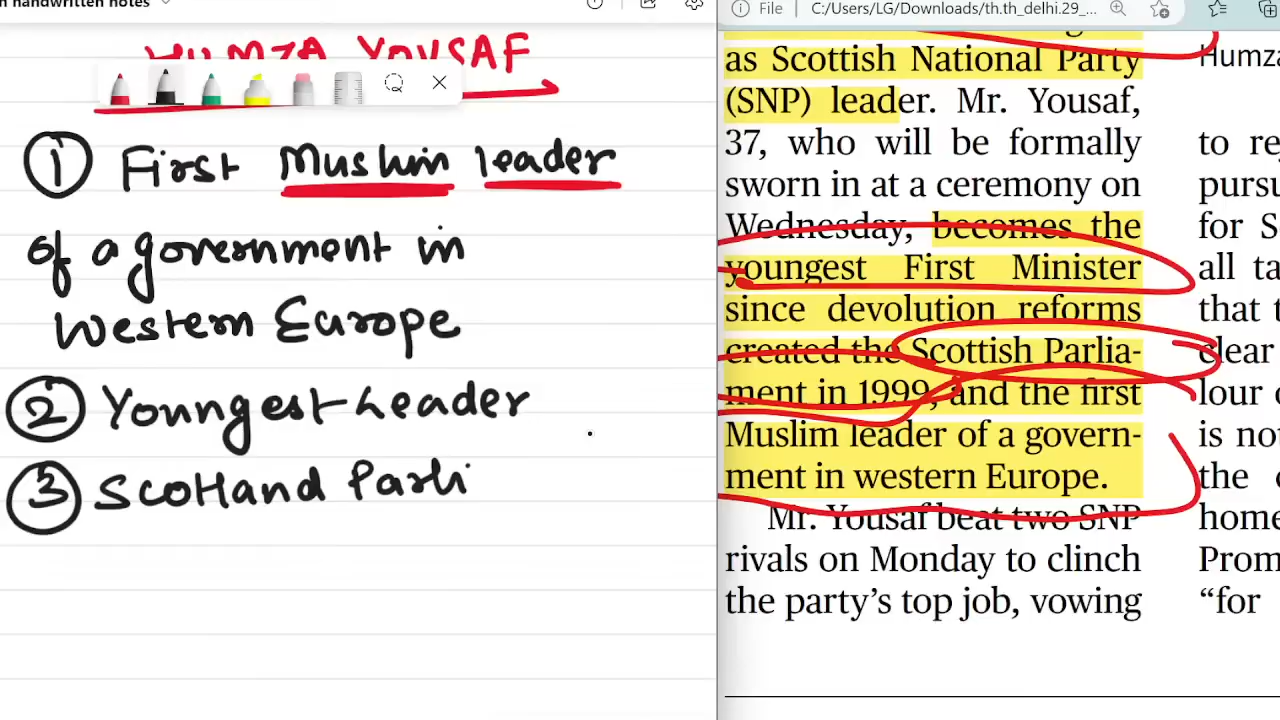 handwritten notes
HUMZA YOUSAF
① First Muslim leader
of a government in
Western Europe
② Youngest Leader
③ Scotland Parli
File C:/Users/LG/Downloads/th.th_delhi.29_...
as Scottish National Party
(SNP) leader. Mr. Yousaf,
37, who will be formally
sworn in at a ceremony on
Wednesday, becomes the
youngest First Minister
since devolution reforms
created the Scottish Parlia-
ment in 1999, and the first
Muslim leader of a govern-
ment in western Europe.
Mr. Yousaf beat two SNP
rivals on Monday to clinch
the party's top job, vowing
Humza
to re
pursu
for S
all ta
that t
clear
lour
is not
the
home
Prom
“for